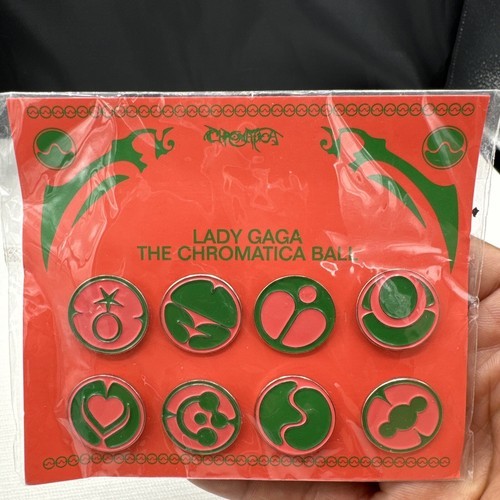 CHROMATICA
LADY GAGA
THE CHROMATICA BALL